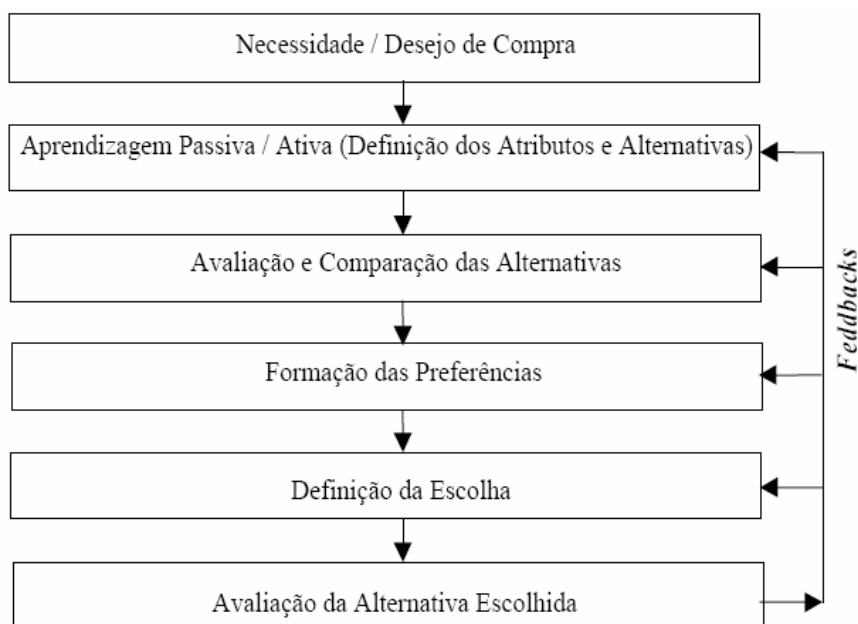 Necessidade / Desejo de Compra
Aprendizagem Passiva / Ativa (Definição dos Atributos e Alternativas)
Avaliação e Comparação das Alternativas
Formação das Preferências
Definição da Escolha
Avaliação da Alternativa Escolhida
Feddbacks